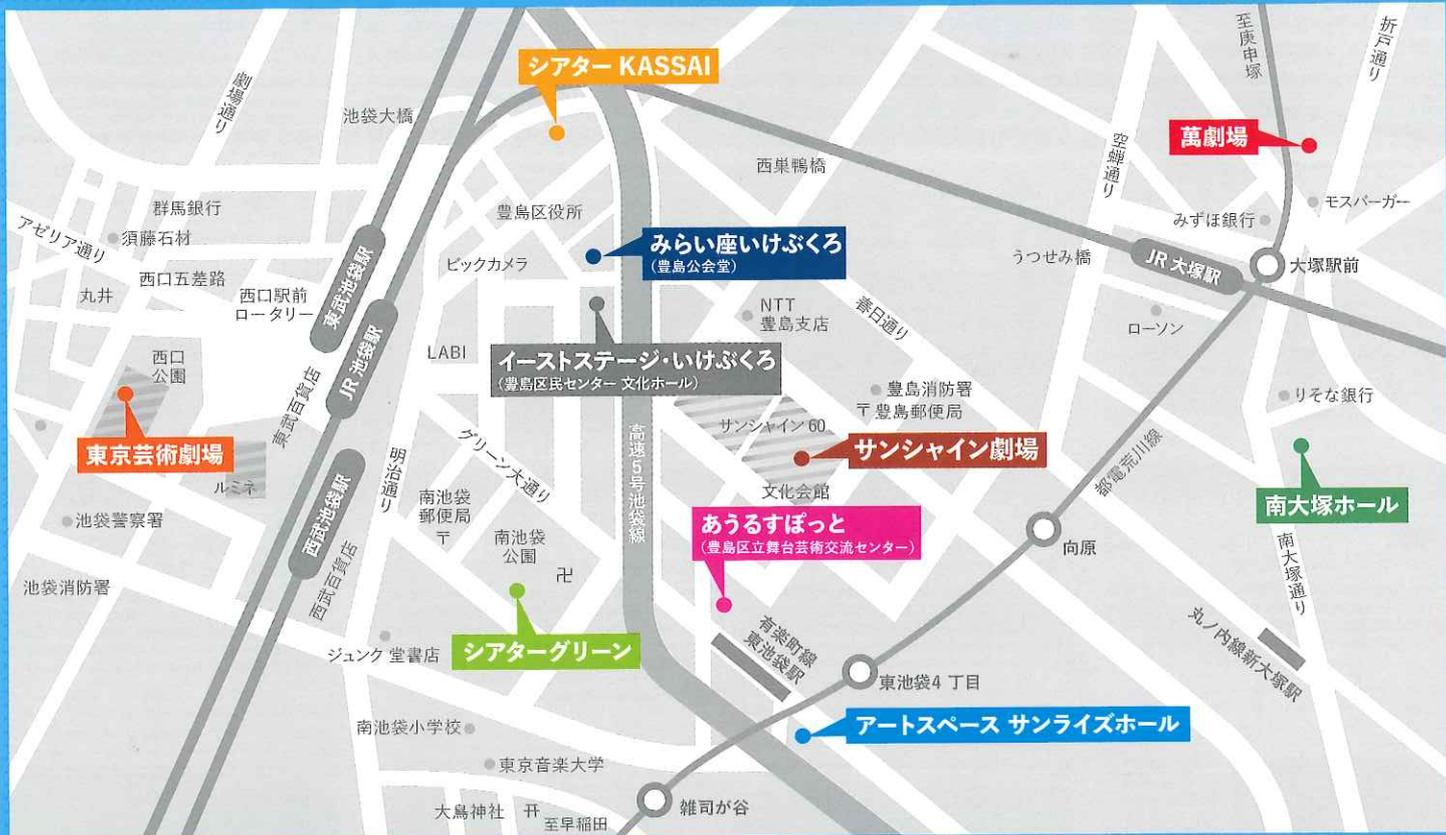 シアター KASSAI
至庚申塚
折戸通り
劇場通り
池袋大橋
萬劇場
空蝉通り
西巣鴨橋
モスバーガー
群馬銀行
豊島区役所
みずほ銀行
アゼリア通り
須藤石材
みらい座いけぶくろ
(豊島公会堂)
うつせみ橋
JR 大塚駅
大塚駅前
西口五差路
ビックカメラ
東武池袋駅
丸井
西口駅前
ロータリー
NTT
豊島支店
春日通り
ローソン
JR 池袋駅
西口
公園
LABI
イーストステージ・いけぶくろ
(豊島区民センター 文化ホール)
東武百貨店
豊島消防署
〒豊島郵便局
りそな銀行
サンシャイン 60
東京芸術劇場
サンシャイン劇場
グリーン大通り
高速5号池袋線
都電荒川線
明治通り
ルミネ
文化会館
西武池袋駅
南池袋
郵便局
〒
南大塚ホール
池袋警察署
南池袋
公園
卍
あうるすぽっと
(豊島区立舞台芸術交流センター)
向原
南大塚通り
池袋消防署
西武百貨店
丸ノ内線新大塚駅
有楽町線
東池袋駅
ジュンク 堂書店
シアターグリーン
東池袋4 丁目
南池袋小学校
アートスペース サンライズホール
東京音楽大学
大鳥神社
雑司が谷
至早稲田